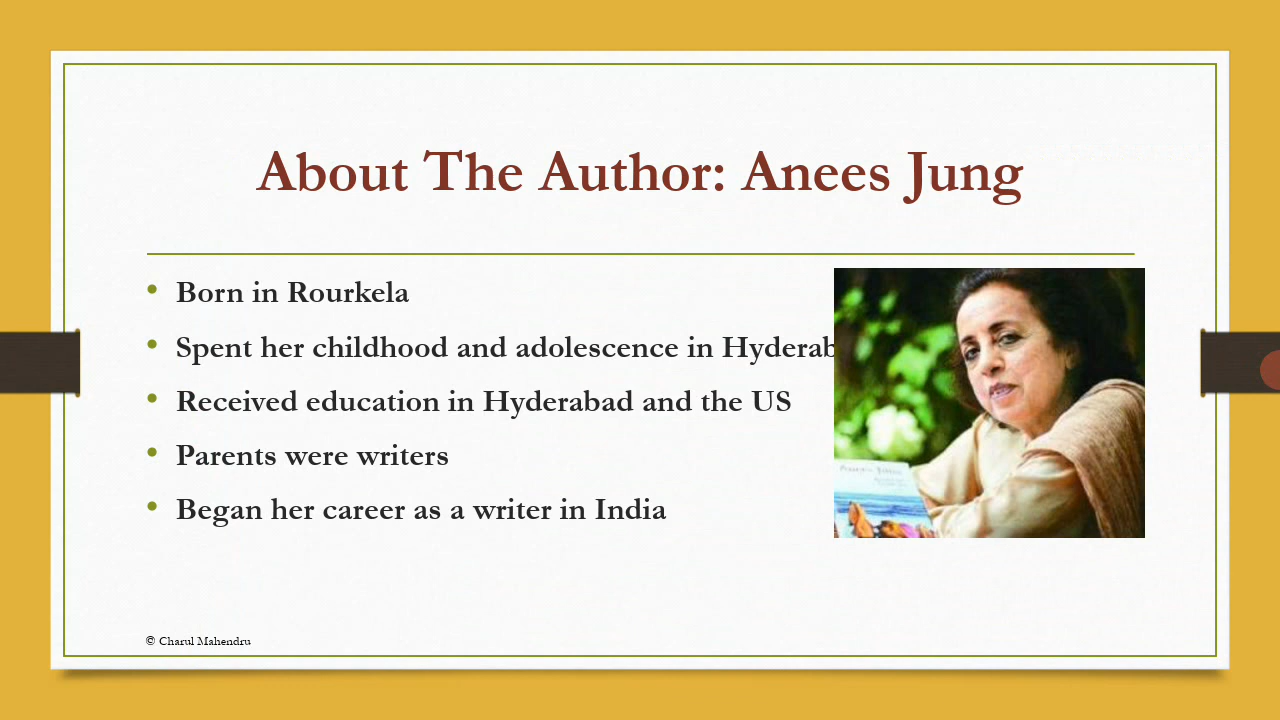 About The Author: Anees Jung
• Born in Rourkela
• Spent her childhood and adolescence in Hyderab
• Received education in Hyderabad and the US
• Parents were writers
• Began her career as a writer in India
© Charul Mahendru